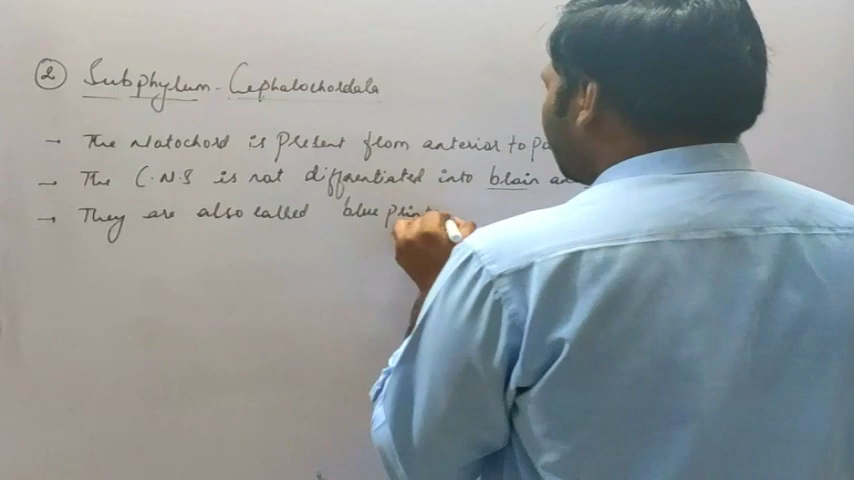 ② Subphylum - Cephalochordata
→ The Notochord is present from anterior to
→ The C.N.S is not differentiated into brain
→ They are also called blue print